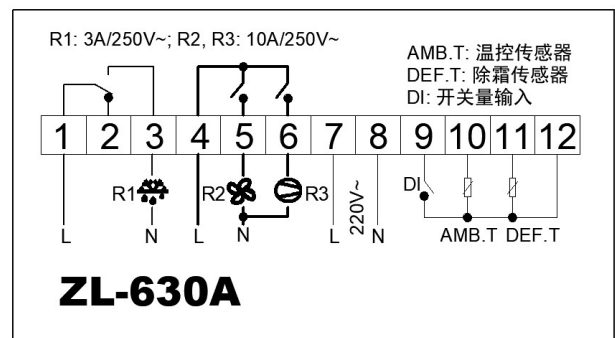 R1: 3A/250V~; R2, R3: 10A/250V~
AMB.T: 温控传感器
DEF.T: 除霜传感器
DI: 开关量输入
1 2 3 4 5 6 7 8 9 10 11 12
R1 R2 R3 220V~ DI
L N L N L N AMB.T DEF.T
ZL-630A